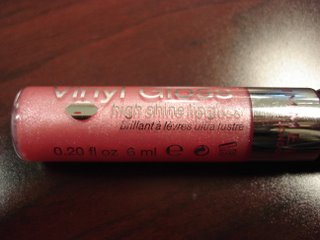 vinyl Gloss
high shine lipgloss
brillant à lèvres ultra lustré
0.20 fl oz 6 ml e